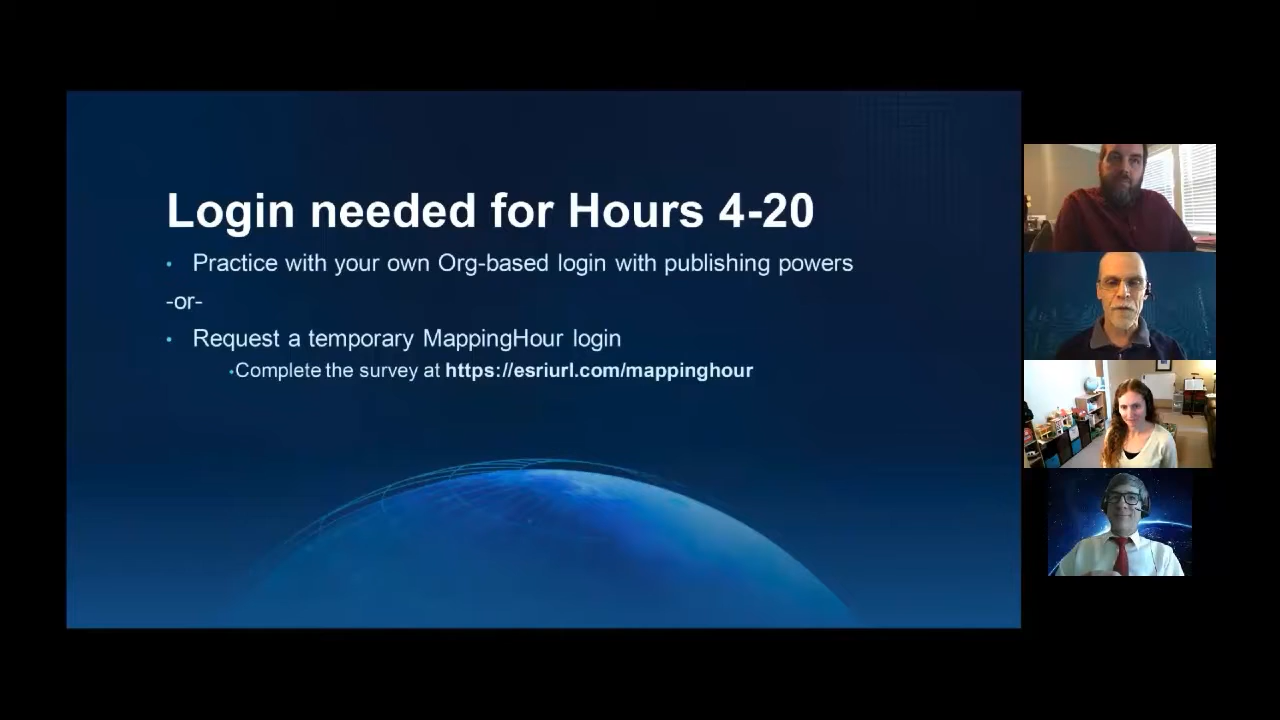 Login needed for Hours 4-20
• Practice with your own Org-based login with publishing powers
-or-
• Request a temporary MappingHour login
•Complete the survey at https://esriurl.com/mappinghour